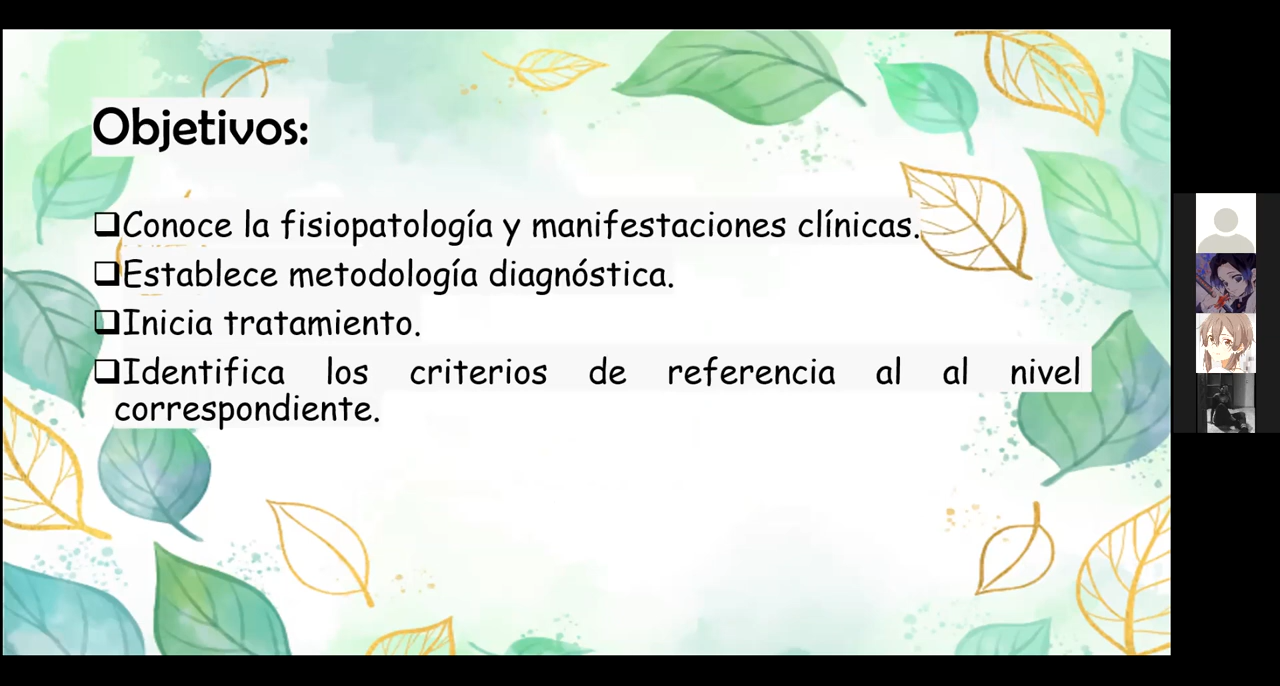 Objetivos:
❑Conoce la fisiopatología y manifestaciones clínicas.
❑Establece metodología diagnóstica.
❑Inicia tratamiento.
❑Identifica los criterios de referencia al al nivel
correspondiente.